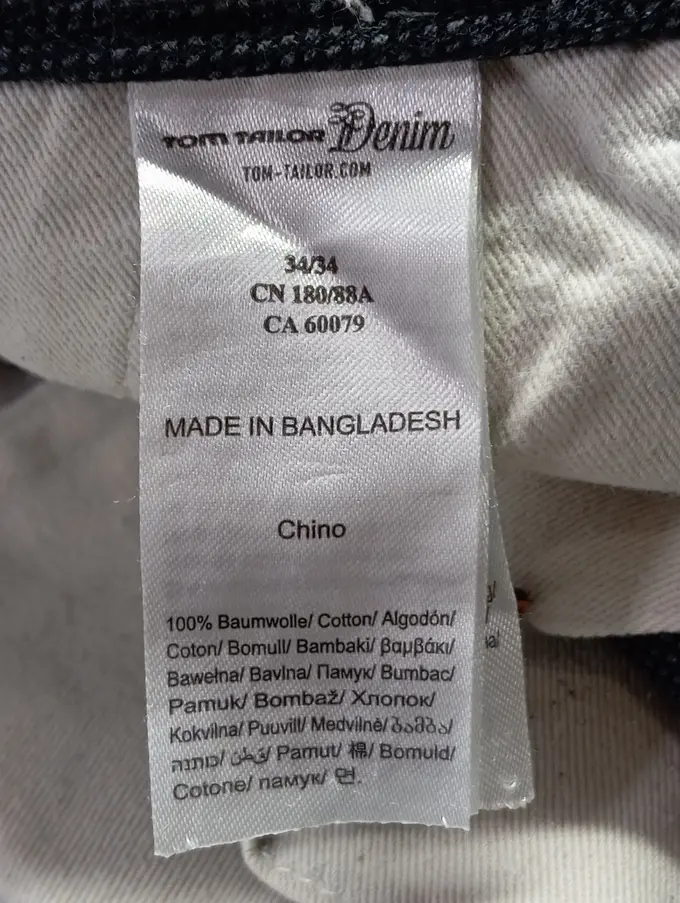 TOM TAILOR Denim
TOM-TAILOR.COM
34/34
CN 180/88A
CA 60079
MADE IN BANGLADESH
Chino
100% Baumwolle/ Cotton/ Algodón/
Coton/ Bomull/ Bambaki/ βαμβάκι/
Bawełna/ Bavlna/ Памук/ Bumbac/
Pamuk/ Bombaž/ Хлопок/
Kokvilna/ Puuvill/ Medvilnė/ ბამბა/
כותנה/ قطن/ Pamut/ 棉/ Bomuld/
Cotone/ памук/ 면.